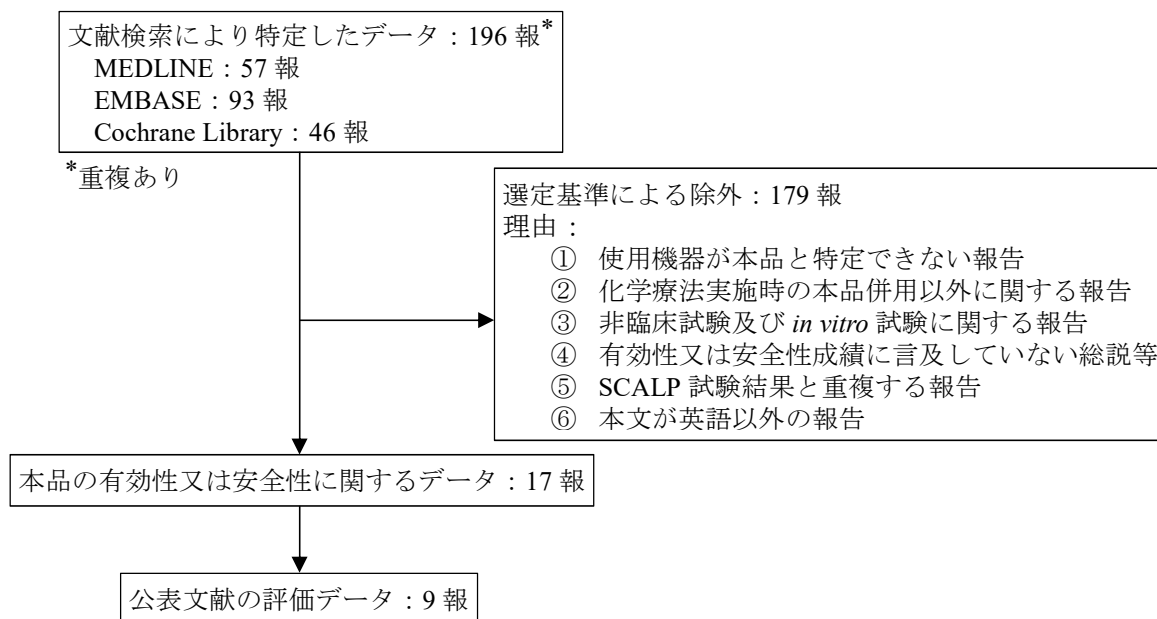 文献検索により特定したデータ：196 報*
MEDLINE：57 報
EMBASE：93 報
Cochrane Library：46 報
*重複あり
選定基準による除外：179 報
理由：
① 使用機器が本品と特定できない報告
② 化学療法実施時の本品併用以外に関する報告
③ 非臨床試験及び in vitro 試験に関する報告
④ 有効性又は安全性成績に言及していない総説等
⑤ SCALP 試験結果と重複する報告
⑥ 本文が英語以外の報告
本品の有効性又は安全性に関するデータ：17 報
公表文献の評価データ：9 報